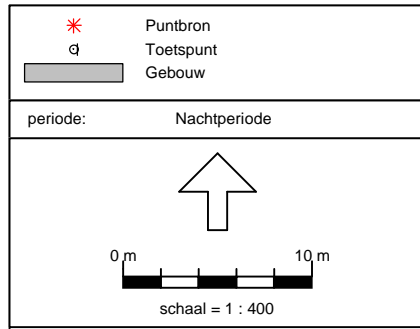 Puntbron
Toetspunt
Gebouw
periode: Nachtperiode
0 m 10 m
schaal = 1 : 400